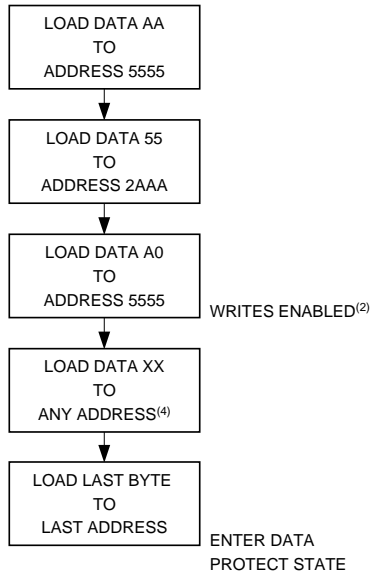 LOAD DATA AA
TO
ADDRESS 5555
LOAD DATA 55
TO
ADDRESS 2AAA
LOAD DATA A0
TO
ADDRESS 5555
WRITES ENABLED(2)
LOAD DATA XX
TO
ANY ADDRESS(4)
LOAD LAST BYTE
TO
LAST ADDRESS
ENTER DATA
PROTECT STATE